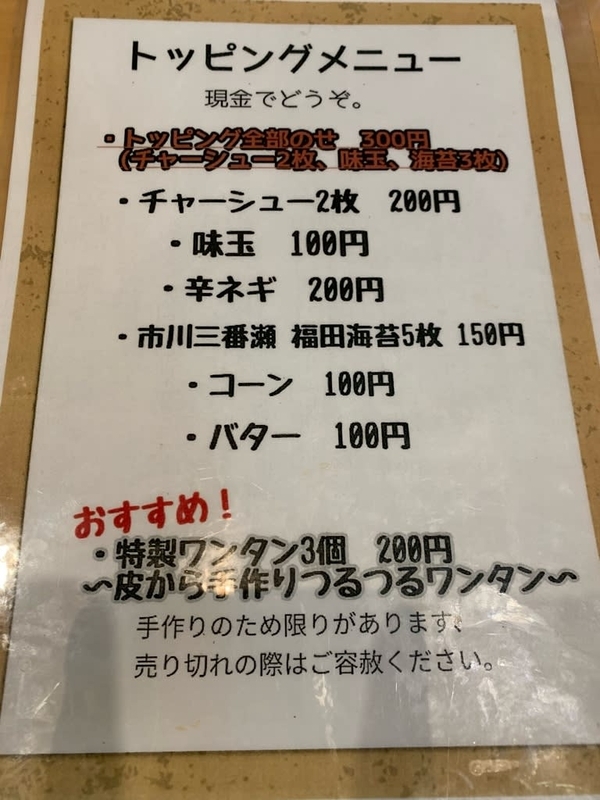 トッピングメニュー
現金でどうぞ。
・トッピング全部のせ 300円
(チャーシュー2枚、味玉、海苔3枚)
・チャーシュー2枚 200円
・味玉 100円
・辛ネギ 200円
・市川三番瀬 福田海苔5枚 150円
・コーン 100円
・バター 100円
おすすめ！
・特製ワンタン3個 200円
〜皮から手作りつるつるワンタン〜
手作りのため限りがあります、
売り切れの際はご容赦ください。